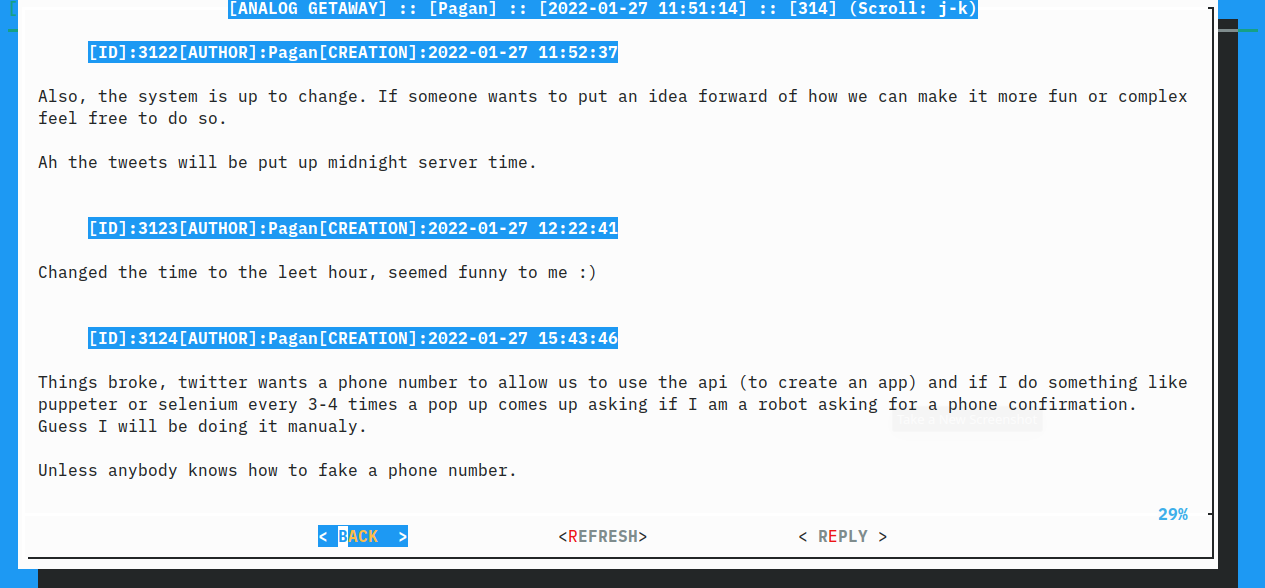 [ANALOG GETAWAY] :: [Pagan] :: [2022-01-27 11:51:14] :: [314] (Scroll: j-k)
[ID]:3122[AUTHOR]:Pagan[CREATION]:2022-01-27 11:52:37
Also, the system is up to change. If someone wants to put an idea forward of how we can make it more fun or complex
feel free to do so.
Ah the tweets will be put up midnight server time.
[ID]:3123[AUTHOR]:Pagan[CREATION]:2022-01-27 12:22:41
Changed the time to the leet hour, seemed funny to me :)
[ID]:3124[AUTHOR]:Pagan[CREATION]:2022-01-27 15:43:46
Things broke, twitter wants a phone number to allow us to use the api (to create an app) and if I do something like
puppeter or selenium every 3-4 times a pop up comes up asking if I am a robot asking for a phone confirmation.
Guess I will be doing it manualy.
Unless anybody knows how to fake a phone number.
29%
< BACK > <REFRESH> < REPLY >